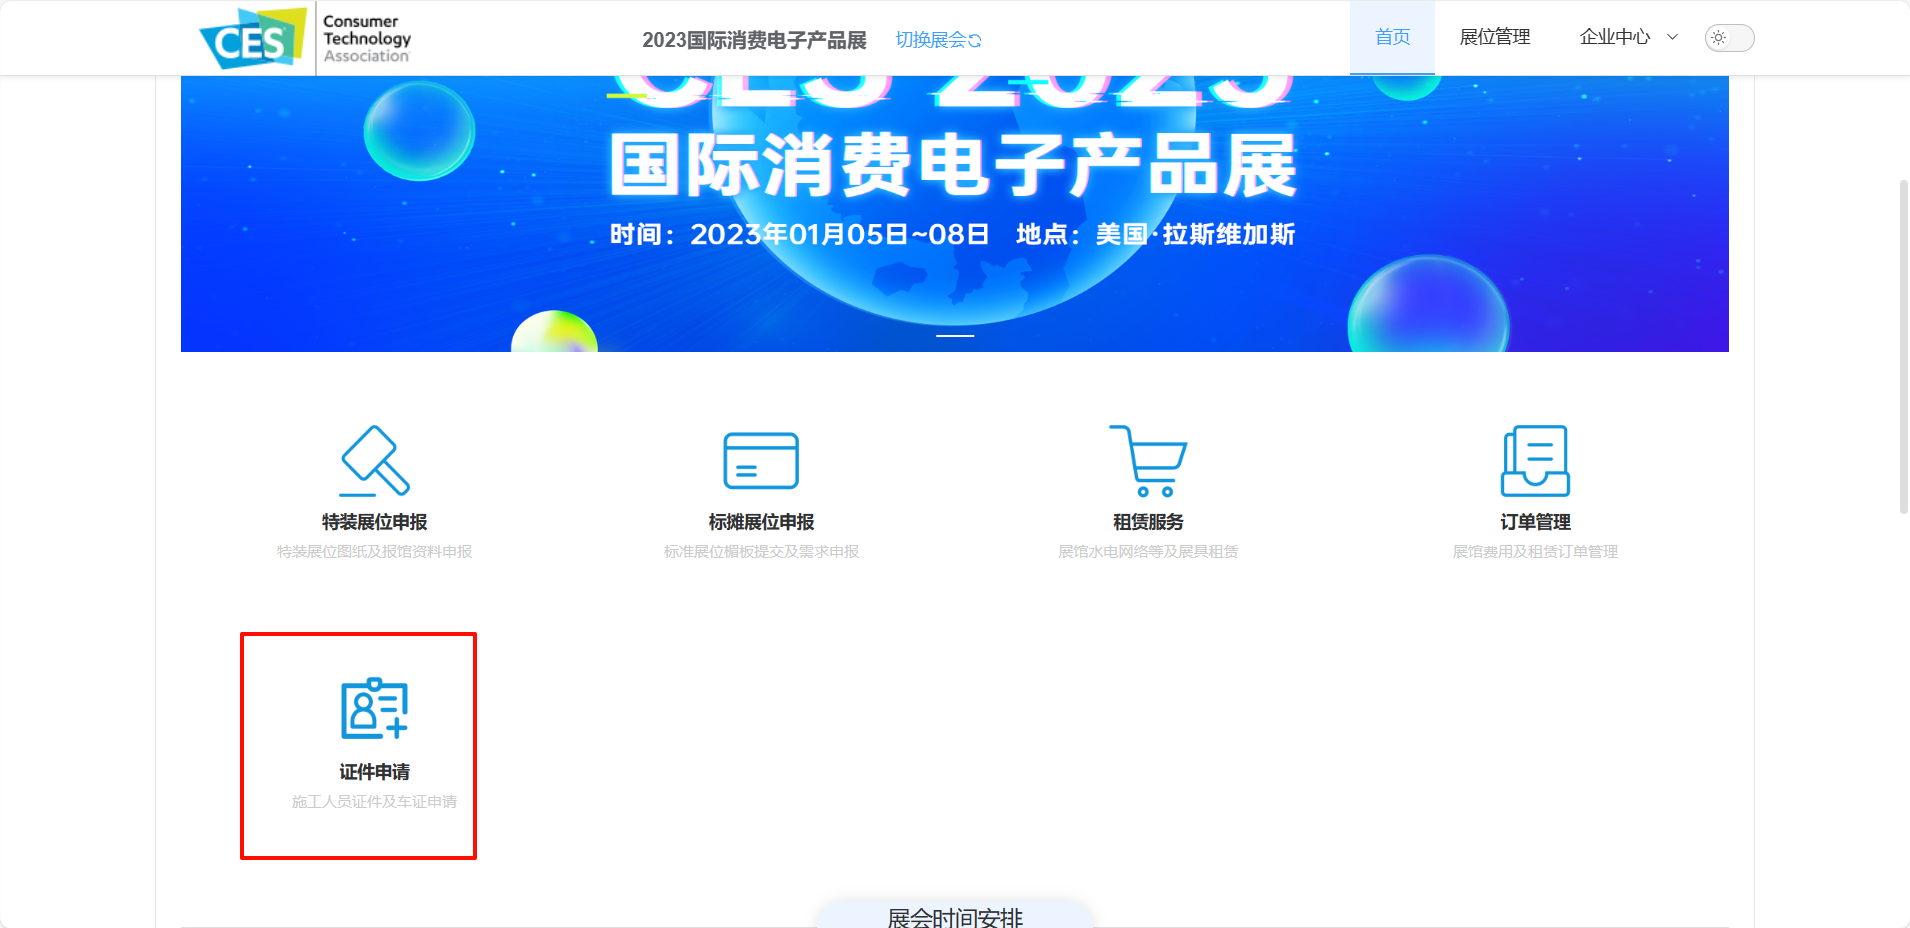 CES
Consumer
Technology
Association
2023国际消费电子产品展
切换展会
首页
展位管理
企业中心
CES 2023
国际消费电子产品展
时间：2023年01月05日~08日 地点：美国·拉斯维加斯
特装展位申报
特装展位图纸及报馆资料申报
标摊展位申报
标准展位楣板提交及需求申报
租赁服务
展馆水电网络等及展具租赁
订单管理
展馆费用及租赁订单管理
证件申请
施工人员证件及车证申请
展会时间安排